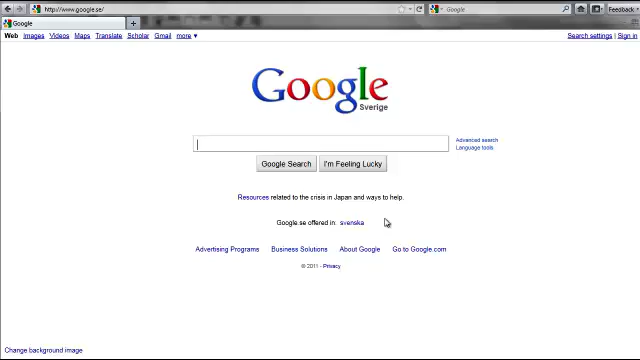 http://www.google.se/
Google
Feedback
Google
Web Images Videos Maps Translate Scholar Gmail more ▾
Search settings | Sign in
Google
Sverige
Advanced search
Language tools
Google Search
I'm Feeling Lucky
Resources related to the crisis in Japan and ways to help.
Google.se offered in: svenska
Advertising Programs Business Solutions About Google Go to Google.com
© 2011 - Privacy
Change background image